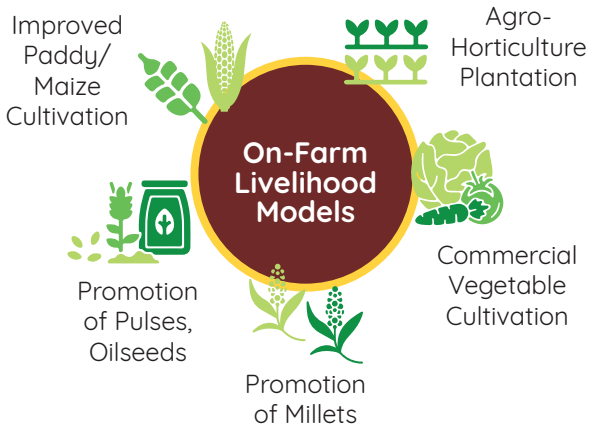 Improved
Paddy/
Maize
Cultivation
Agro-
Horticulture
Plantation
On-Farm
Livelihood
Models
Commercial
Vegetable
Cultivation
Promotion
of Pulses,
Oilseeds
Promotion
of Millets